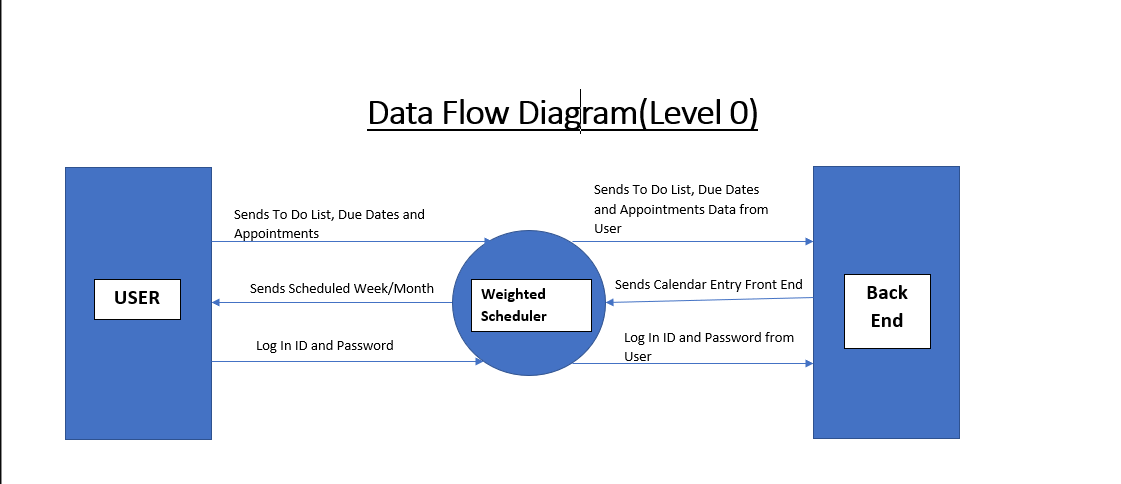 Data Flow Diagram(Level 0)
Sends To Do List, Due Dates and
Appointments
Sends To Do List, Due Dates
and Appointments Data from
User
USER
Sends Scheduled Week/Month
Weighted
Scheduler
Sends Calendar Entry Front End
Back
End
Log In ID and Password
Log In ID and Password from
User